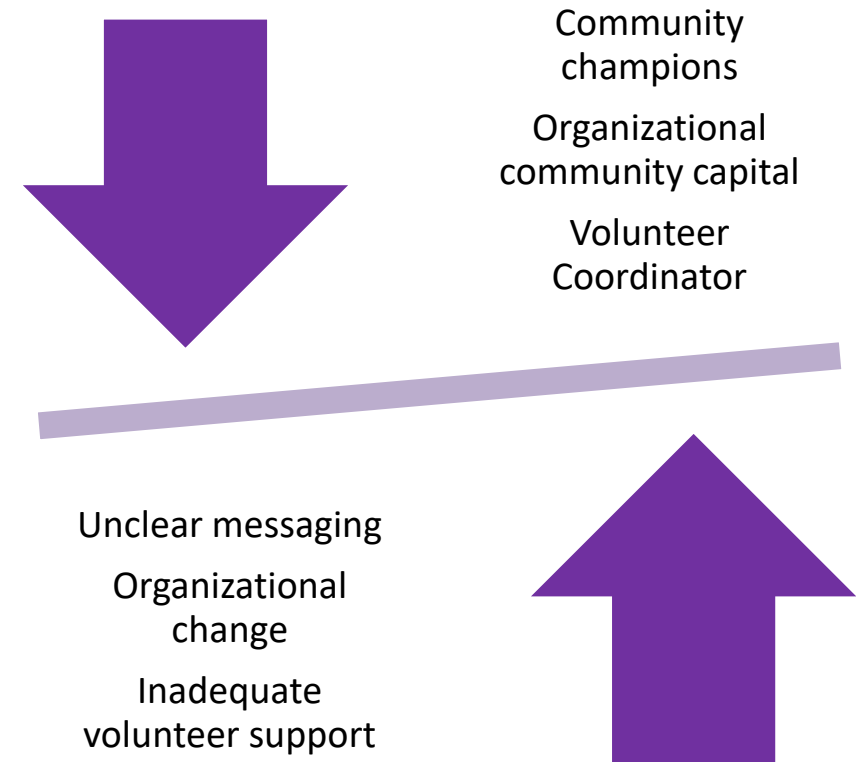 Community
champions
Organizational
community capital
Volunteer
Coordinator
Unclear messaging
Organizational
change
Inadequate
volunteer support